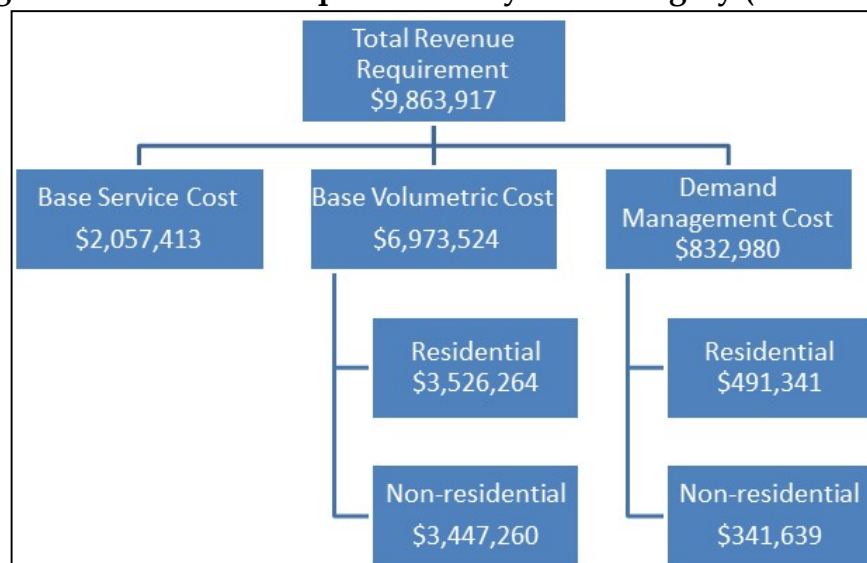 Total Revenue
Requirement
$9,863,917
Base Service Cost
$2,057,413
Base Volumetric Cost
$6,973,524
Demand
Management Cost
$832,980
Residential
$3,526,264
Residential
$491,341
Non-residential
$3,447,260
Non-residential
$341,639